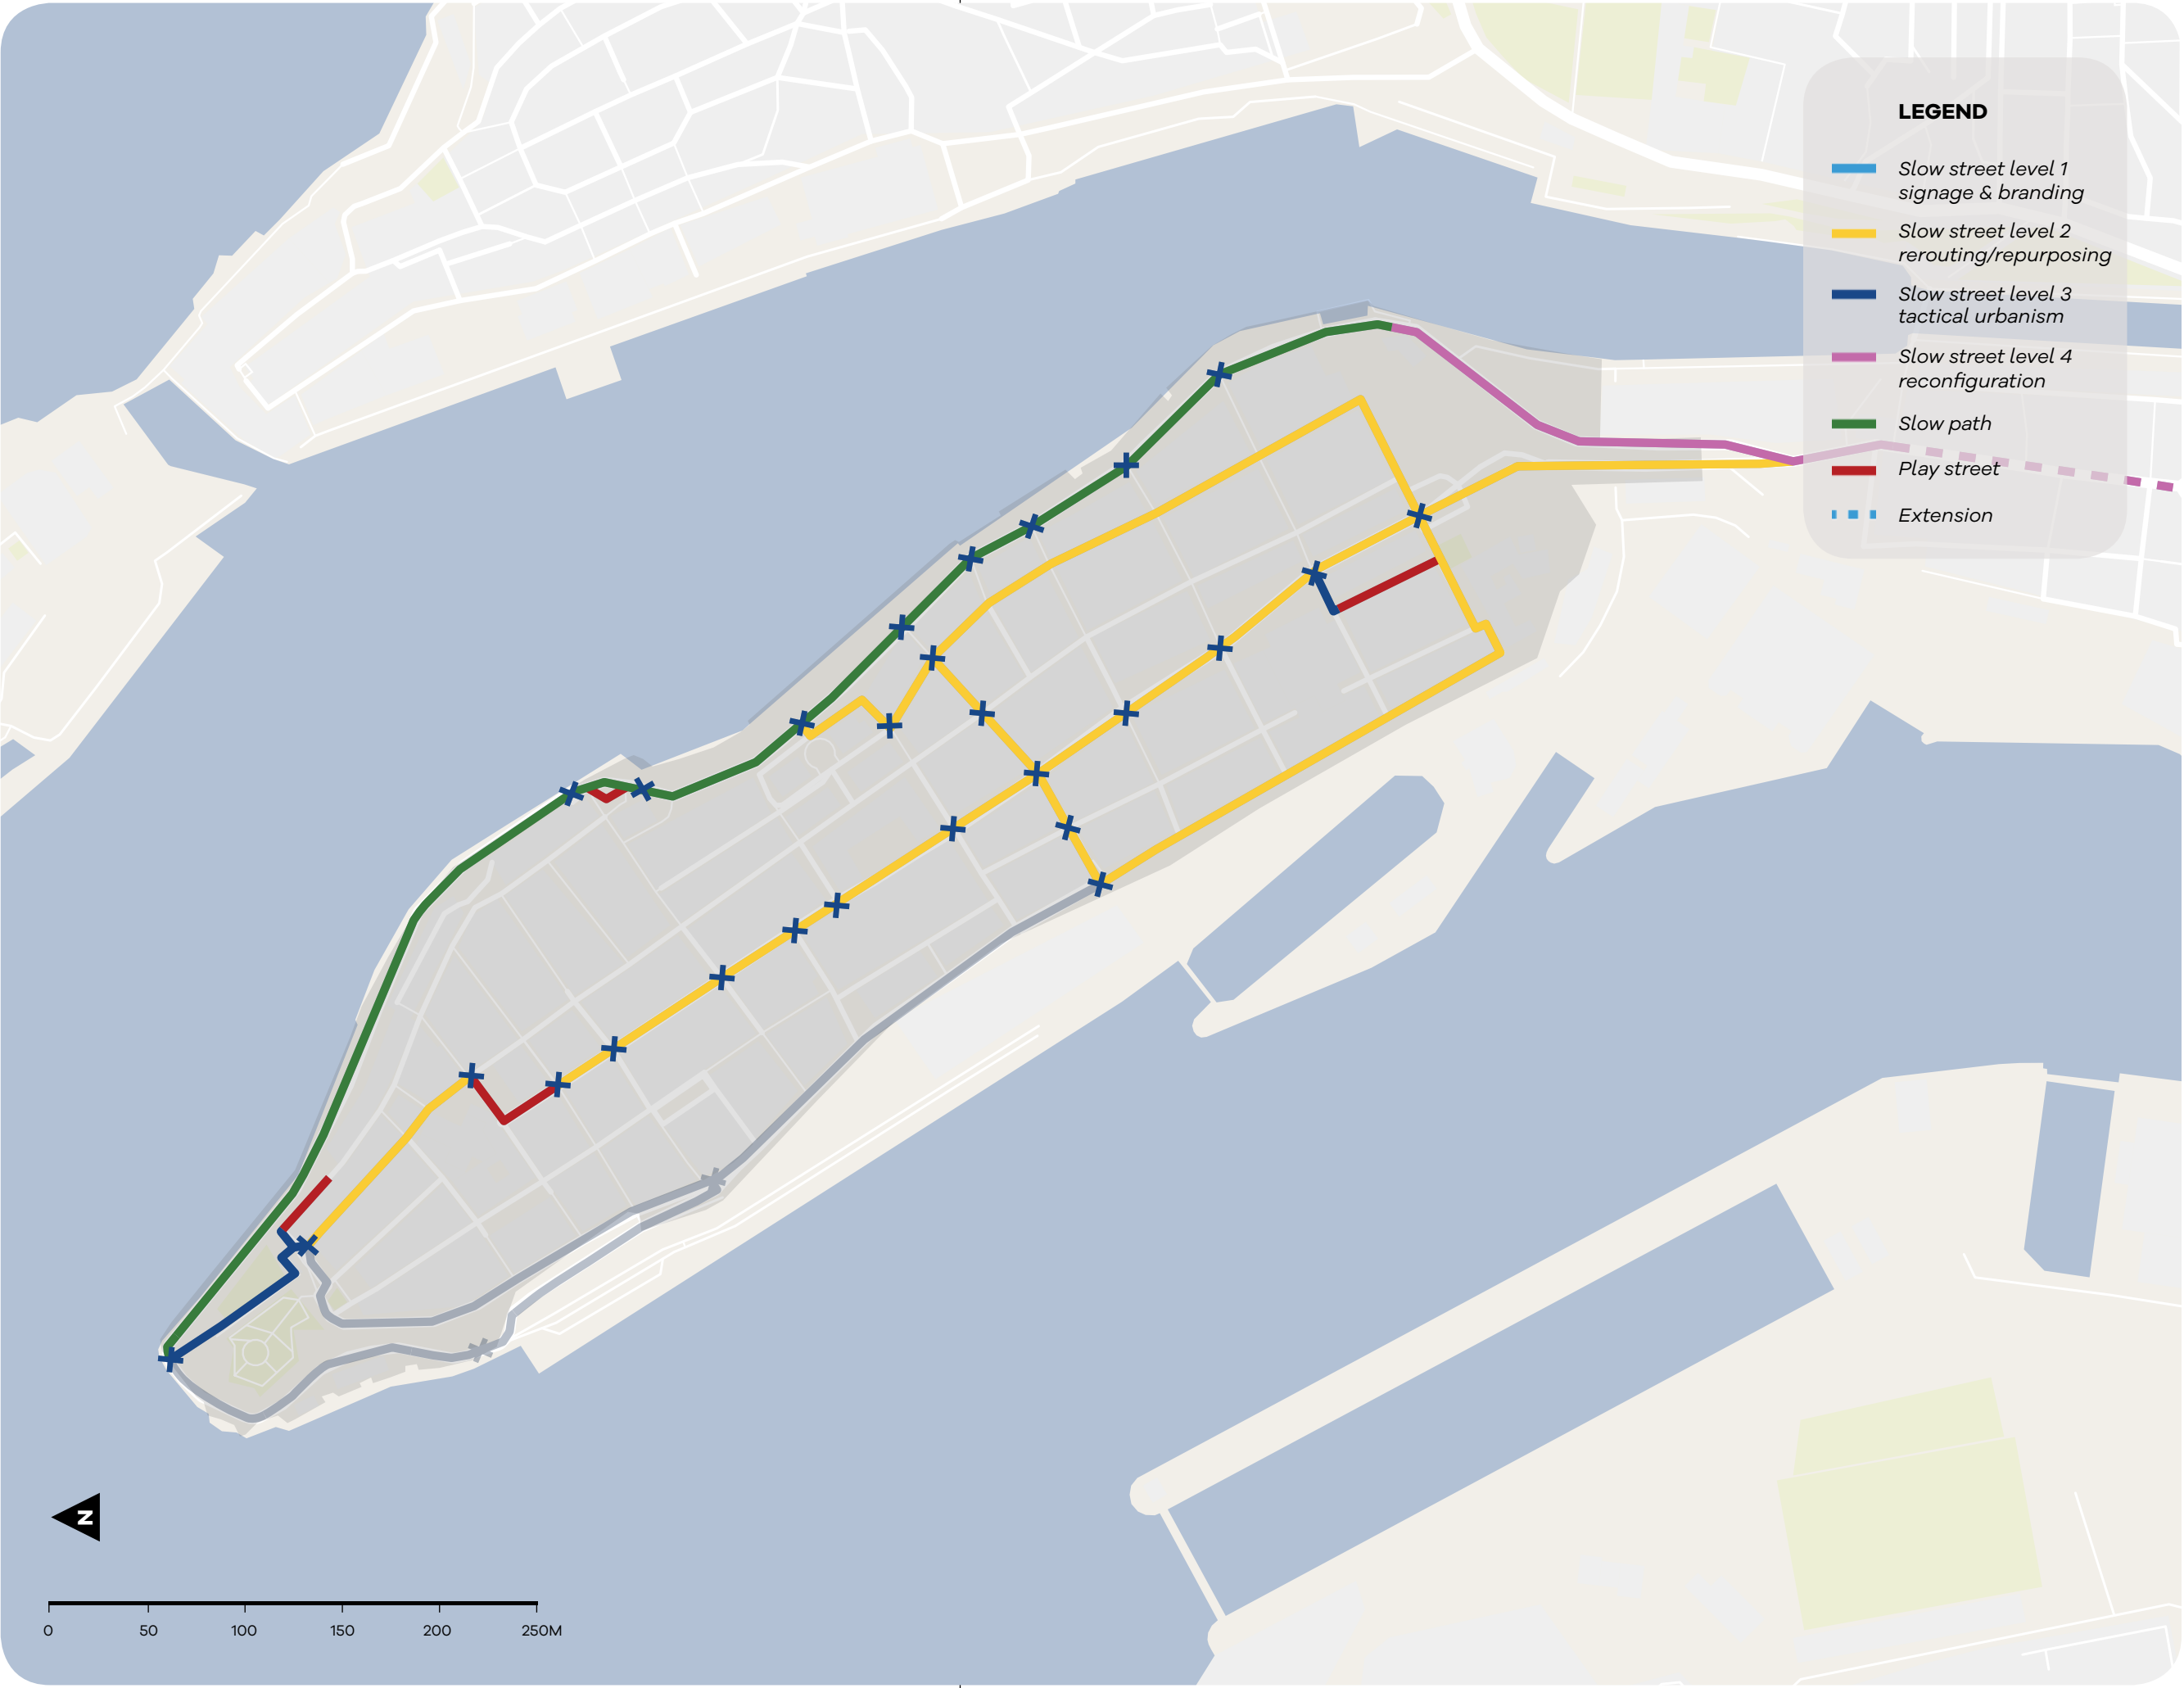 LEGEND
Slow street level 1
signage & branding
Slow street level 2
rerouting/repurposing
Slow street level 3
tactical urbanism
Slow street level 4
reconfiguration
Slow path
Play street
Extension
N
0 50 100 150 200 250M